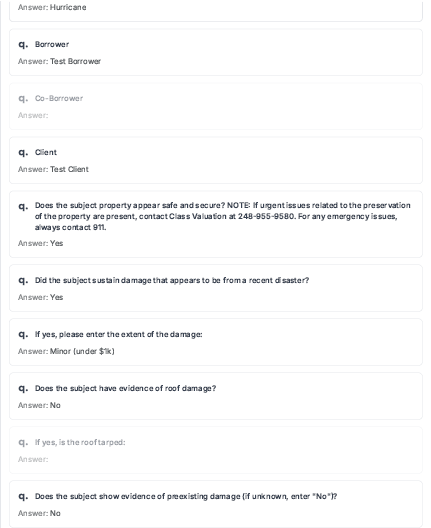 Answer: Hurricane
q. Borrower
Answer: Test Borrower
q. Co-Borrower
Answer:
q. Client
Answer: Test Client
q. Does the subject property appear safe and secure? NOTE: If urgent issues related to the preservation
of the property are present, contact Class Valuation at 248-955-9580. For any emergency issues,
always contact 911.
Answer: Yes
q. Did the subject sustain damage that appears to be from a recent disaster?
Answer: Yes
q. If yes, please enter the extent of the damage:
Answer: Minor (under $1k)
q. Does the subject have evidence of roof damage?
Answer: No
q. If yes, is the roof tarped:
Answer:
q. Does the subject show evidence of preexisting damage (if unknown, enter "No")?
Answer: No